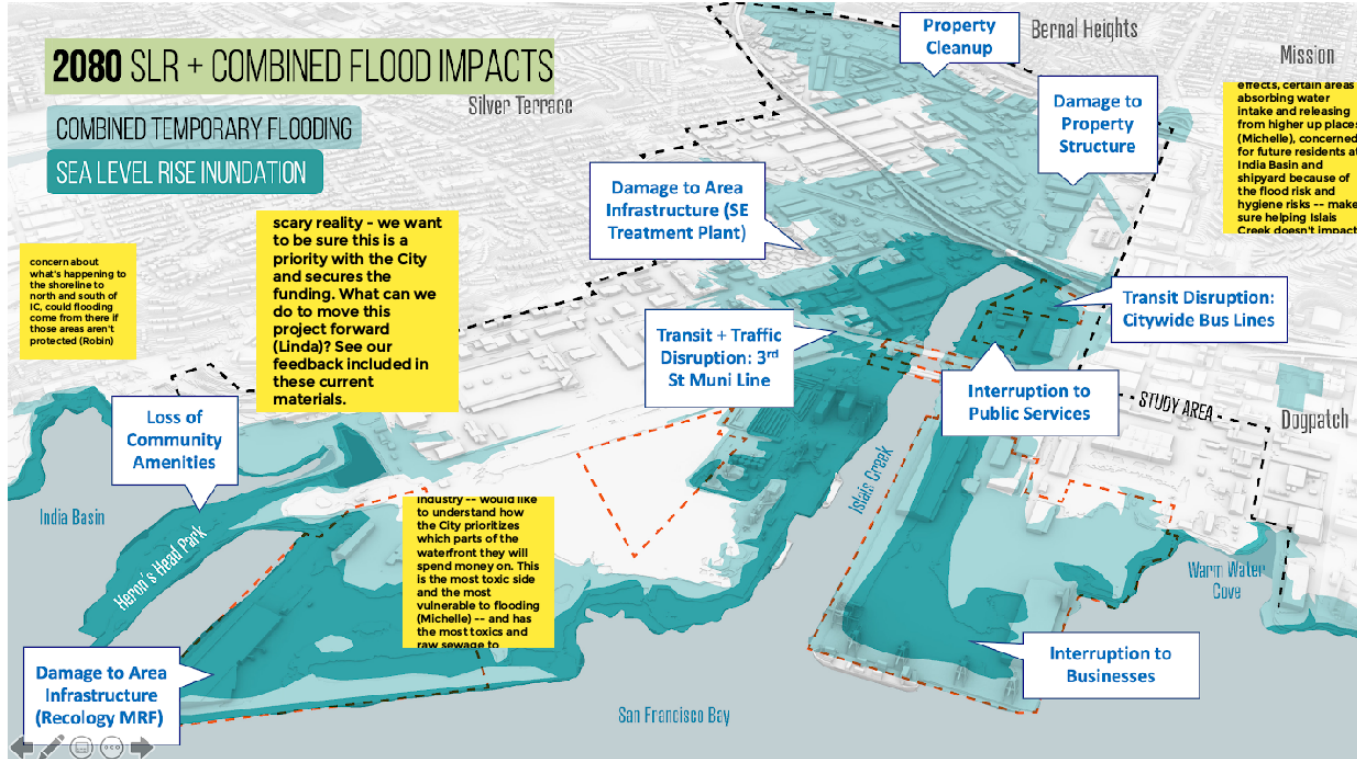 2080 SLR + COMBINED FLOOD IMPACTS
COMBINED TEMPORARY FLOODING
SEA LEVEL RISE INUNDATION
Silver Terrace
Property
Cleanup
Bernal Heights
Mission
Damage to
Property
Structure
effects, certain areas
absorbing water
intake and releasing
from higher up places
(Michelle), concerned
for future residents at
India Basin and
shipyard because of
the flood risk and
hygiene risks -- make
sure helping Islais
Creek doesn't impact
Damage to Area
Infrastructure (SE
Treatment Plant)
scary reality - we want
to be sure this is a
priority with the City
and secures the
funding. What can we
do to move this
project forward
(Linda)? See our
feedback included in
these current
materials.
concern about
what's happening to
the shoreline to
north and south of
IC, could flooding
come from there if
those areas aren't
protected (Robin)
Transit Disruption:
Citywide Bus Lines
Transit + Traffic
Disruption: 3rd
St Muni Line
Interruption to
Public Services
STUDY AREA
Dogpatch
Loss of
Community
Amenities
India Basin
Heron's Head Park
Islais Creek
industry -- would like
to understand how
the City prioritizes
which parts of the
waterfront they will
spend money on. This
is the most toxic side
and the most
vulnerable to flooding
(Michelle) -- and has
the most toxics and
raw sewage to
Warm Water
Cove
Interruption to
Businesses
Damage to Area
Infrastructure
(Recology MRF)
San Francisco Bay